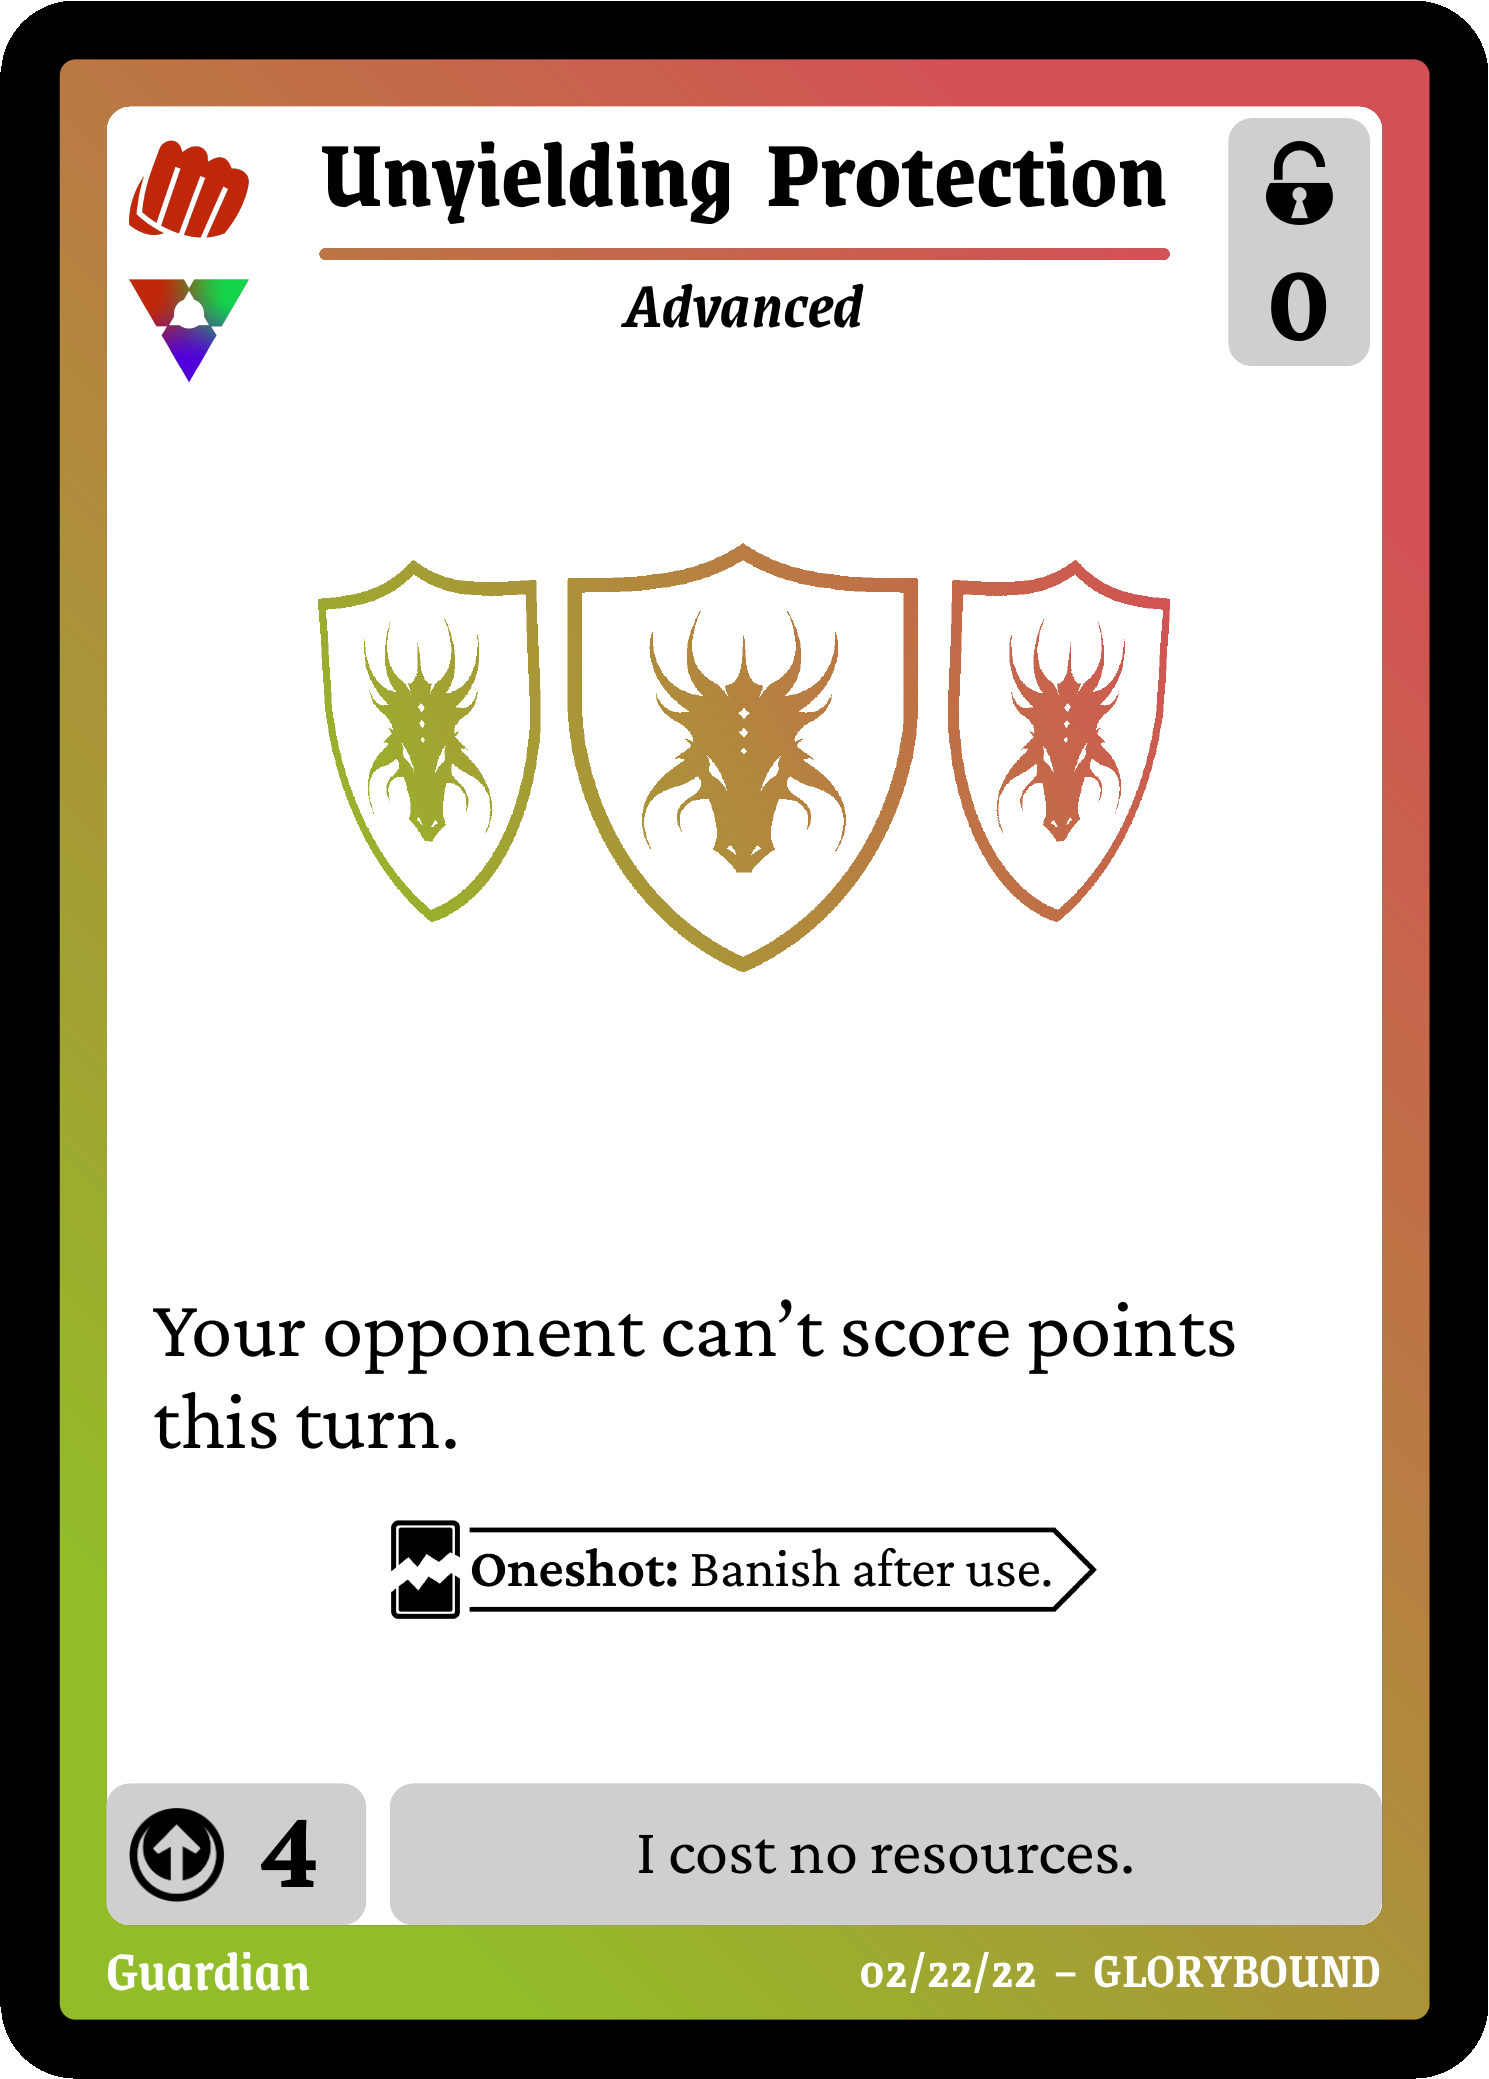 Unyielding Protection
Advanced
0
Your opponent can’t score points
this turn.
Oneshot: Banish after use.
4
I cost no resources.
Guardian
02/22/22 – GLORYBOUND